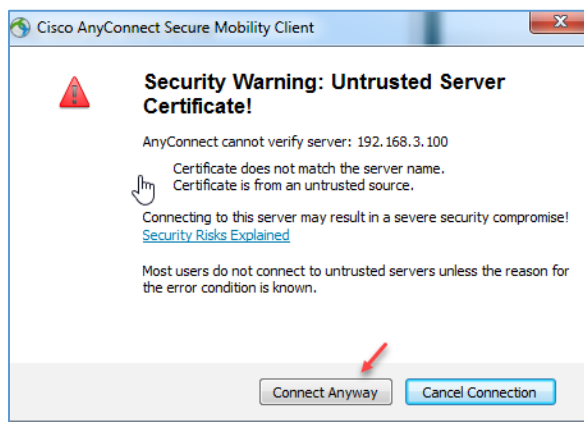 Cisco AnyConnect Secure Mobility Client
Security Warning: Untrusted Server
Certificate!
AnyConnect cannot verify server: 192.168.3.100
Certificate does not match the server name.
Certificate is from an untrusted source.
Connecting to this server may result in a severe security compromise!
Security Risks Explained
Most users do not connect to untrusted servers unless the reason for
the error condition is known.
Connect Anyway
Cancel Connection